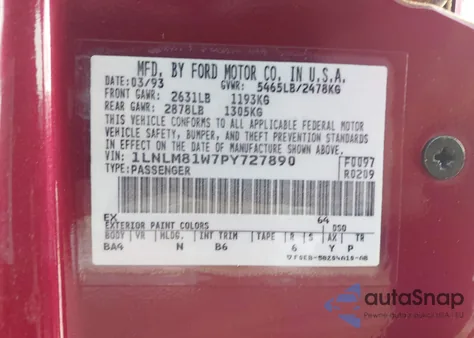 MFD. BY FORD MOTOR CO. IN U.S.A.
DATE: 03/93 GVWR: 5465LB/2478KG
FRONT GAWR: 2631LB 1193KG
REAR GAWR: 2878LB 1305KG
THIS VEHICLE CONFORMS TO ALL APPLICABLE FEDERAL MOTOR
VEHICLE SAFETY, BUMPER, AND THEFT PREVENTION STANDARDS
IN EFFECT ON THE DATE OF MANUFACTURE SHOWN ABOVE.
VIN: 1LNLM81W7PY727890 F0097
TYPE: PASSENGER R0209
EX 64
EXTERIOR PAINT COLORS DSO
BODY VR MLDG. INT TRIM TAPE R S AX TR
BA4 N B6 6 Y P
autoSnap